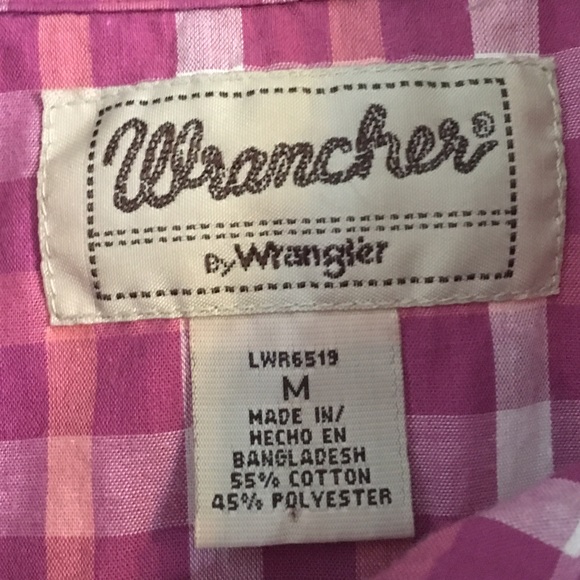 Wrancher®
By Wrangler
LWR6519
M
MADE IN/
HECHO EN
BANGLADESH
55% COTTON
45% POLYESTER